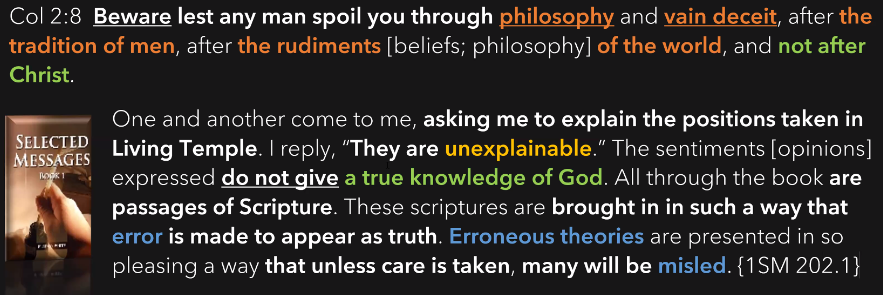 Col 2:8  Beware lest any man spoil you through philosophy and vain deceit, after the
tradition of men, after the rudiments [beliefs; philosophy] of the world, and not after
Christ.
SELECTED
MESSAGES
BOOK 1
One and another come to me, asking me to explain the positions taken in
Living Temple. I reply, “They are unexplainable.” The sentiments [opinions]
expressed do not give a true knowledge of God. All through the book are
passages of Scripture. These scriptures are brought in in such a way that
error is made to appear as truth. Erroneous theories are presented in so
pleasing a way that unless care is taken, many will be misled. {1SM 202.1}